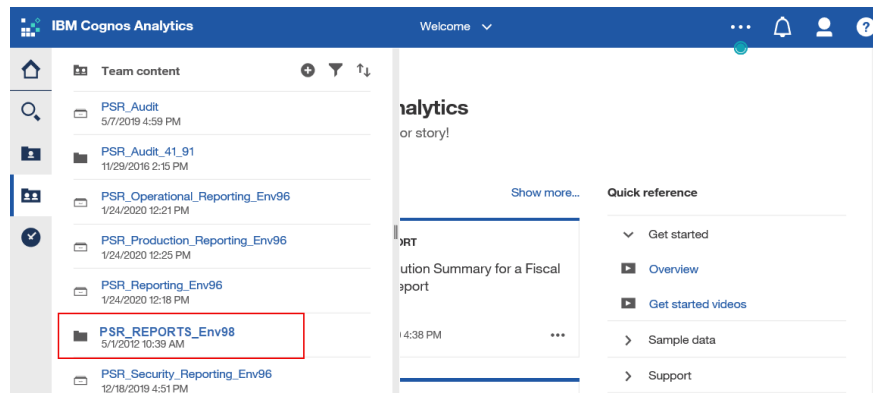 IBM Cognos Analytics
Welcome
Team content
PSR_Audit
5/7/2019 4:59 PM
PSR_Audit_41_91
11/29/2016 2:15 PM
PSR_Operational_Reporting_Env96
1/24/2020 12:21 PM
PSR_Production_Reporting_Env96
1/24/2020 12:25 PM
PSR_Reporting_Env96
1/24/2020 12:18 PM
PSR_REPORTS_Env98
5/1/2012 10:39 AM
PSR_Security_Reporting_Env96
12/18/2019 4:51 PM
nalytics
or story!
Show more...
ORT
ution Summary for a Fiscal
eport
4:38 PM
Quick reference
Get started
Overview
Get started videos
Sample data
Support